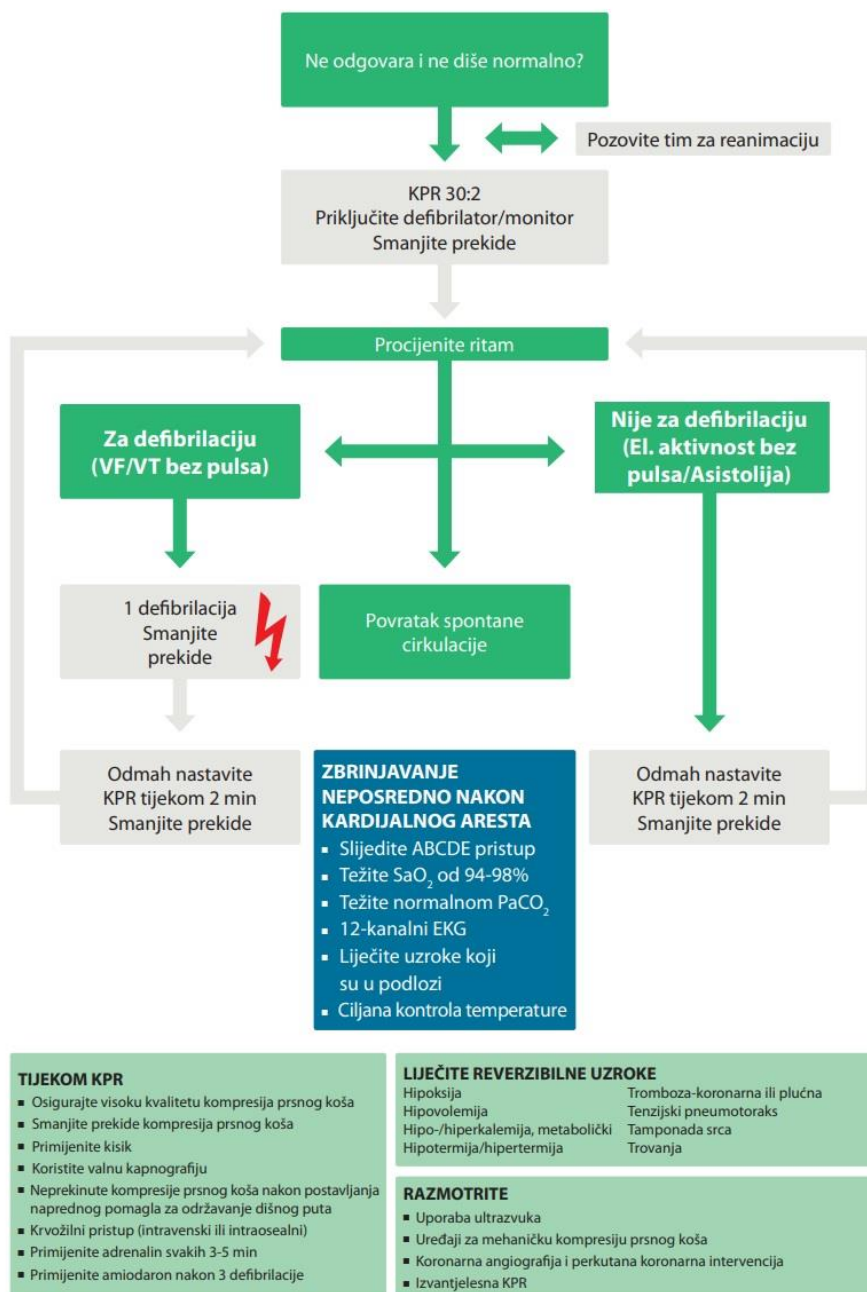 Ne odgovara i ne diše normalno?
Pozovite tim za reanimaciju
KPR 30:2
Priključite defibrilator/monitor
Smanjite prekide
Procijenite ritam
Za defibrilaciju
(VF/VT bez pulsa)
Nije za defibrilaciju
(El. aktivnost bez
pulsa/Asistolija)
1 defibrilacija
Smanjite
prekide
Povratak spontane
cirkulacije
Odmah nastavite
KPR tijekom 2 min
Smanjite prekide
ZBRINJAVANJE
NEPOSREDNO NAKON
KARDIJALNOG ARESTA
▪ Slijedite ABCDE pristup
▪ Težite SaO₂ od 94-98%
▪ Težite normalnom PaCO₂
▪ 12-kanalni EKG
▪ Liječite uzroke koji
su u podlozi
▪ Ciljana kontrola temperature
Odmah nastavite
KPR tijekom 2 min
Smanjite prekide
TIJEKOM KPR
▪ Osigurajte visoku kvalitetu kompresija prsnog koša
▪ Smanjite prekide kompresija prsnog koša
▪ Primijenite kisik
▪ Koristite valnu kapnografiju
▪ Neprekinute kompresije prsnog koša nakon postavljanja
naprednog pomagla za održavanje dišnog puta
▪ Krvožilni pristup (intravenski ili intraosealni)
▪ Primijenite adrenalin svakih 3-5 min
▪ Primijenite amiodaron nakon 3 defibrilacije
LIJEČITE REVERZIBILNE UZROKE
Hipoksija
Hipovolemija
Hipo-/hiperkalemija, metabolički
Hipotermija/hipertermija
Tromboza-koronarna ili plućna
Tenzijski pneumotoraks
Tamponada srca
Trovanja
RAZMOTRITE
▪ Uporaba ultrazvuka
▪ Uređaji za mehaničku kompresiju prsnog koša
▪ Koronarna angiografija i perkutana koronarna intervencija
▪ Izvantjelesna KPR